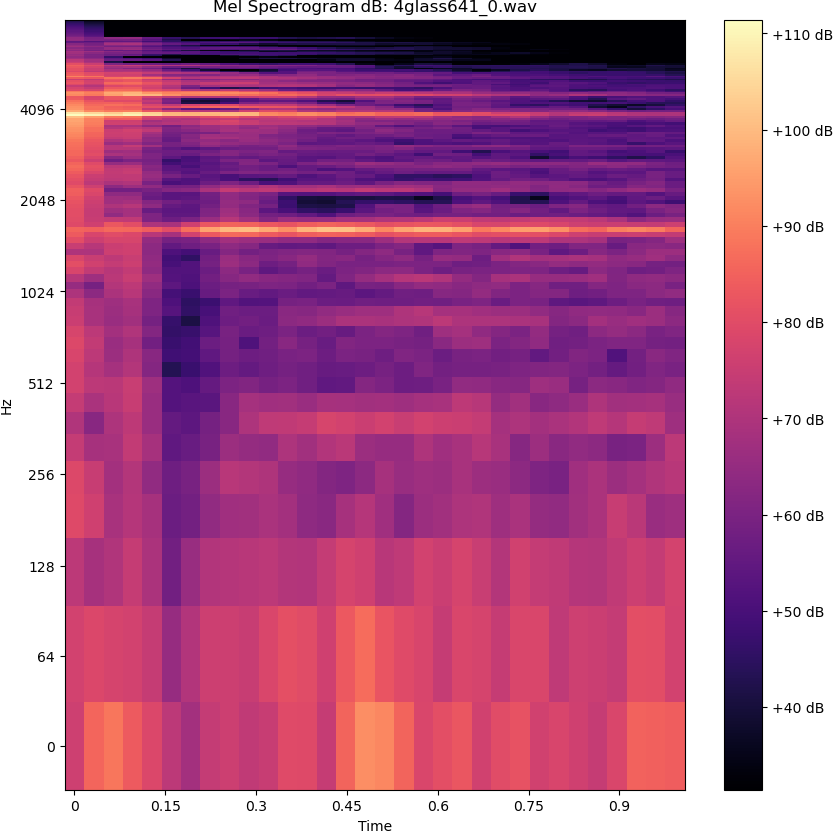 Mel Spectrogram dB: 4glass641_0.wav
+110 dB
4096
+100 dB
+90 dB
2048
+80 dB
1024
+70 dB
512
Hz
256
+60 dB
128
+50 dB
64
+40 dB
0
0 0.15 0.3 0.45 0.6 0.75 0.9
Time